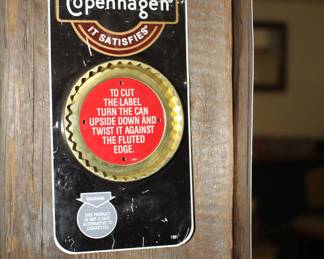 Copenhagen®
IT SATISFIES®
TO CUT
THE LABEL
TURN THE CAN
UPSIDE DOWN AND
TWIST IT AGAINST
THE FLUTED
EDGE.
WARNING
THIS PRODUCT
IS NOT A SAFE
ALTERNATIVE TO
CIGARETTES
1991